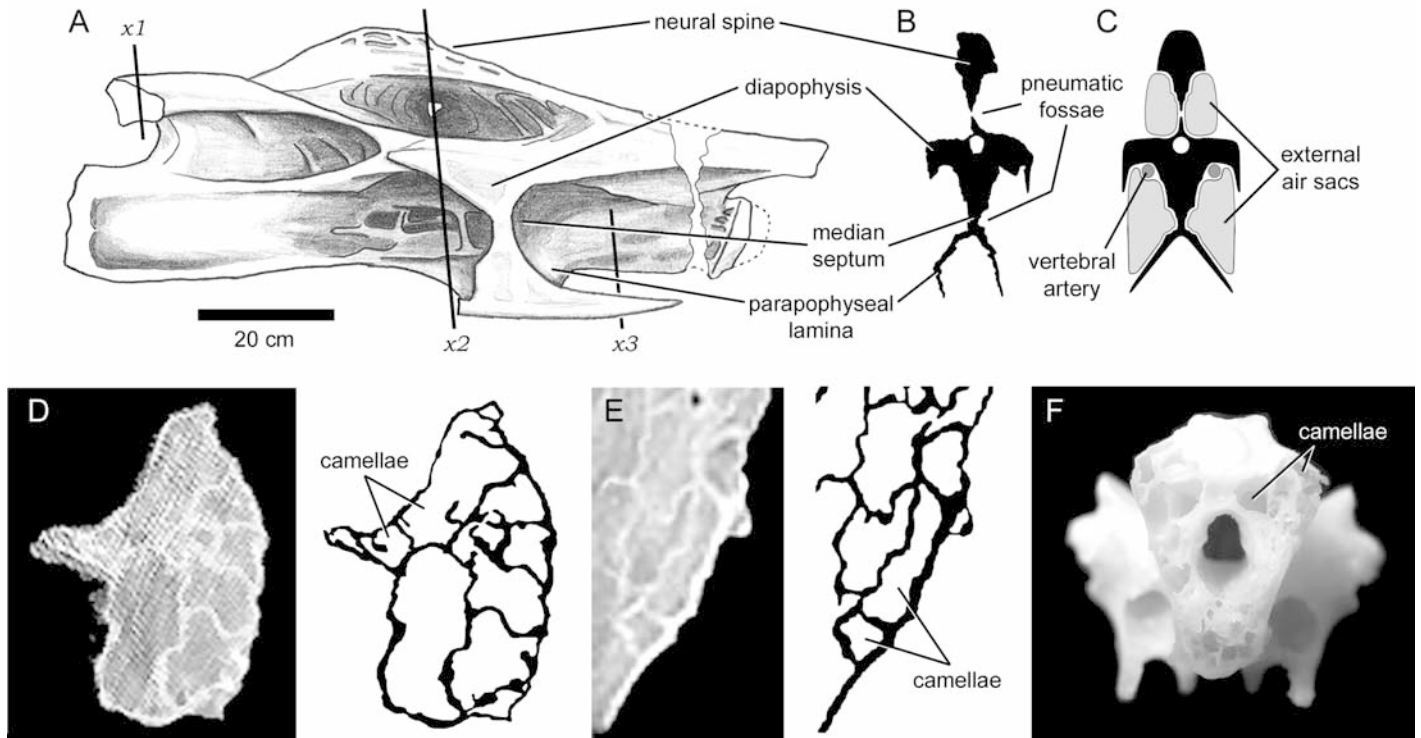 A
x1
neural spine
B
C
diapophysis
pneumatic
fossae
external
air sacs
median
septum
vertebral
artery
parapophyseal
lamina
20 cm
x2
x3
D
camellae
E
camellae
F
camellae